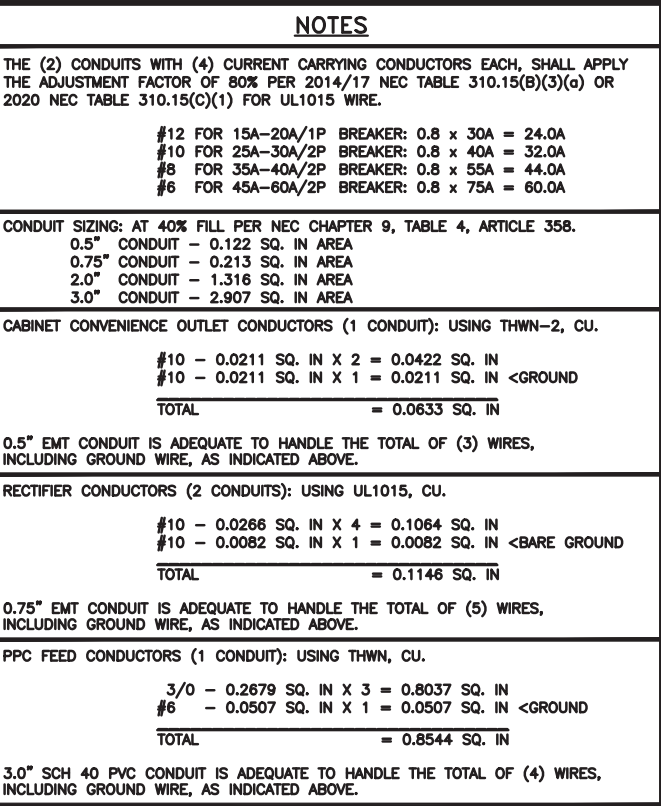 NOTES
THE (2) CONDUITS WITH (4) CURRENT CARRYING CONDUCTORS EACH, SHALL APPLY
THE ADJUSTMENT FACTOR OF 80% PER 2014/17 NEC TABLE 310.15(B)(3)(a) OR
2020 NEC TABLE 310.15(C)(1) FOR UL1015 WIRE.
#12 FOR 15A-20A/1P BREAKER: 0.8 x 30A = 24.0A
#10 FOR 25A-30A/2P BREAKER: 0.8 x 40A = 32.0A
#8 FOR 35A-40A/2P BREAKER: 0.8 x 55A = 44.0A
#6 FOR 45A-60A/2P BREAKER: 0.8 x 75A = 60.0A
CONDUIT SIZING: AT 40% FILL PER NEC CHAPTER 9, TABLE 4, ARTICLE 358.
0.5" CONDUIT - 0.122 SQ. IN AREA
0.75" CONDUIT - 0.213 SQ. IN AREA
2.0" CONDUIT - 1.316 SQ. IN AREA
3.0" CONDUIT - 2.907 SQ. IN AREA
CABINET CONVENIENCE OUTLET CONDUCTORS (1 CONDUIT): USING THWN-2, CU.
#10 - 0.0211 SQ. IN X 2 = 0.0422 SQ. IN
#10 - 0.0211 SQ. IN X 1 = 0.0211 SQ. IN <GROUND
TOTAL = 0.0633 SQ. IN
0.5" EMT CONDUIT IS ADEQUATE TO HANDLE THE TOTAL OF (3) WIRES,
INCLUDING GROUND WIRE, AS INDICATED ABOVE.
RECTIFIER CONDUCTORS (2 CONDUITS): USING UL1015, CU.
#10 - 0.0266 SQ. IN X 4 = 0.1064 SQ. IN
#10 - 0.0082 SQ. IN X 1 = 0.0082 SQ. IN <BARE GROUND
TOTAL = 0.1146 SQ. IN
0.75" EMT CONDUIT IS ADEQUATE TO HANDLE THE TOTAL OF (5) WIRES,
INCLUDING GROUND WIRE, AS INDICATED ABOVE.
PPC FEED CONDUCTORS (1 CONDUIT): USING THWN, CU.
3/0 - 0.2679 SQ. IN X 3 = 0.8037 SQ. IN
#6 - 0.0507 SQ. IN X 1 = 0.0507 SQ. IN <GROUND
TOTAL = 0.8544 SQ. IN
3.0" SCH 40 PVC CONDUIT IS ADEQUATE TO HANDLE THE TOTAL OF (4) WIRES,
INCLUDING GROUND WIRE, AS INDICATED ABOVE.